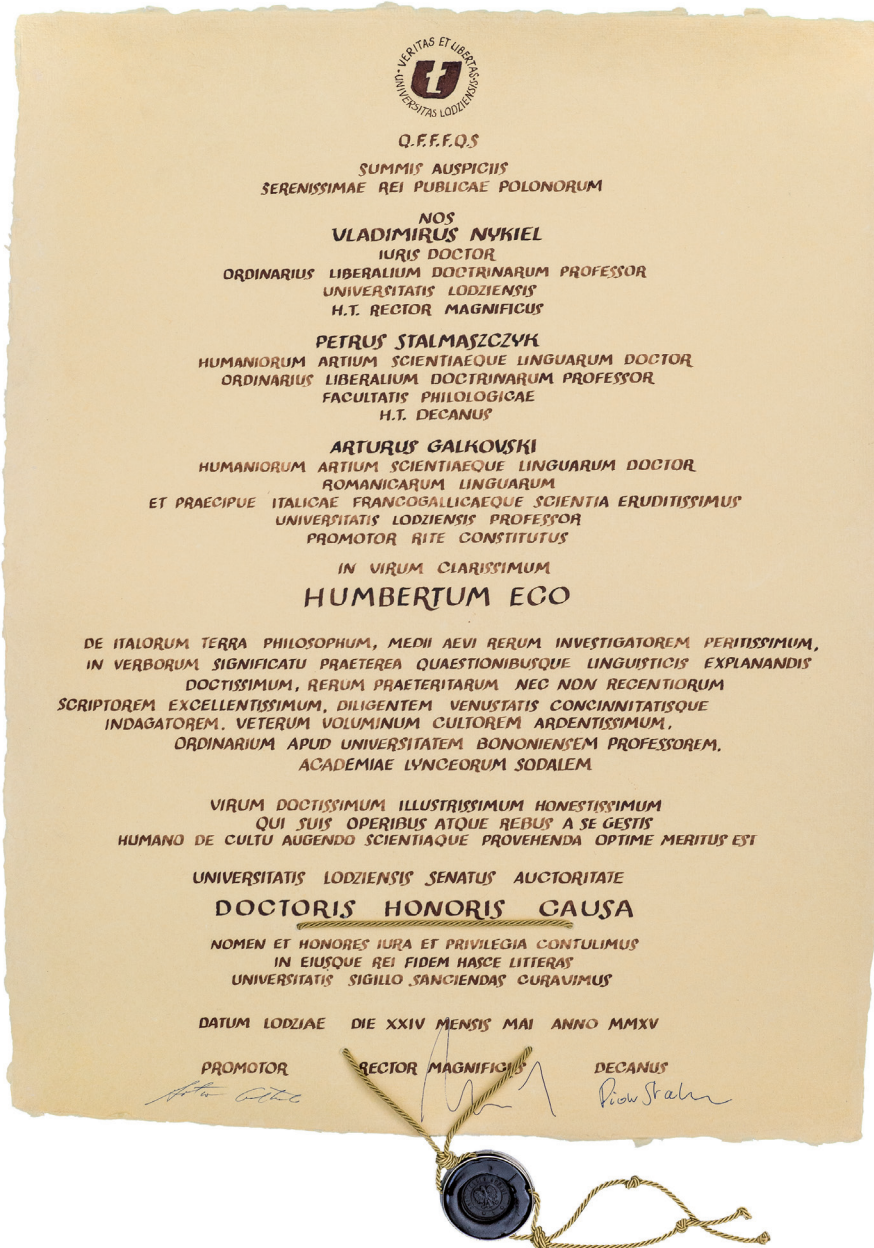 VERITAS ET LIBERTAS
UNIVERSITAS LODZIENSIS
Q.F.F.F.Q.S
SUMMIS AUSPICIIS
SERENISSIMAE REI PUBLICAE POLONORUM
NOS
VLADIMIRUS NYKIEL
IURIS DOCTOR
ORDINARIUS LIBERALIUM DOCTRINARUM PROFESSOR
UNIVERSITATIS LODZIENSIS
H.T. RECTOR MAGNIFICUS
PETRUS STALMASZCZYK
HUMANIORUM ARTIUM SCIENTIAEQUE LINGUARUM DOCTOR
ORDINARIUS LIBERALIUM DOCTRINARUM PROFESSOR
FACULTATIS PHILOLOGICAE
H.T. DECANUS
ARTURUS GALKOVSKI
HUMANIORUM ARTIUM SCIENTIAEQUE LINGUARUM DOCTOR
ROMANICARUM LINGUARUM
ET PRAECIPUE ITALICAE FRANCOGALLICAEQUE SCIENTIA ERUDITISSIMUS
UNIVERSITATIS LODZIENSIS PROFESSOR
PROMOTOR RITE CONSTITUTUS
IN VIRUM CLARISSIMUM
HUMBERTUM ECO
DE ITALORUM TERRA PHILOSOPHUM, MEDII AEVI RERUM INVESTIGATOREM PERITISSIMUM,
IN VERBORUM SIGNIFICATU PRAETEREA QUAESTIONIBUSQUE LINGUISTICIS EXPLANANDIS
DOCTISSIMUM, RERUM PRAETERITARUM NEC NON RECENTIORUM
SCRIPTOREM EXCELLENTISSIMUM, DILIGENTEM VENUSTATIS CONCINNITATISQUE
INDAGATOREM, VETERUM VOLUMINUM CULTOREM ARDENTISSIMUM,
ORDINARIUM APUD UNIVERSITATEM BONONIENSEM PROFESSOREM,
ACADEMIAE LYNCEORUM SODALEM
VIRUM DOCTISSIMUM ILLUSTRISSIMUM HONESTISSIMUM
QUI SUIS OPERIBUS ATQUE REBUS A SE GESTIS
HUMANO DE CULTU AUGENDO SCIENTIAQUE PROVEHENDA OPTIME MERITUS EST
UNIVERSITATIS LODZIENSIS SENATUS AUCTORITATE
DOCTORIS HONORIS CAUSA
NOMEN ET HONORES IURA ET PRIVILEGIA CONTULIMUS
IN EIUSQUE REI FIDEM HASCE LITTERAS
UNIVERSITATIS SIGILLO SANCIENDAS CURAVIMUS
DATUM LODZIAE DIE XXIV MENSIS MAI ANNO MMXV
PROMOTOR RECTOR MAGNIFICUS DECANUS